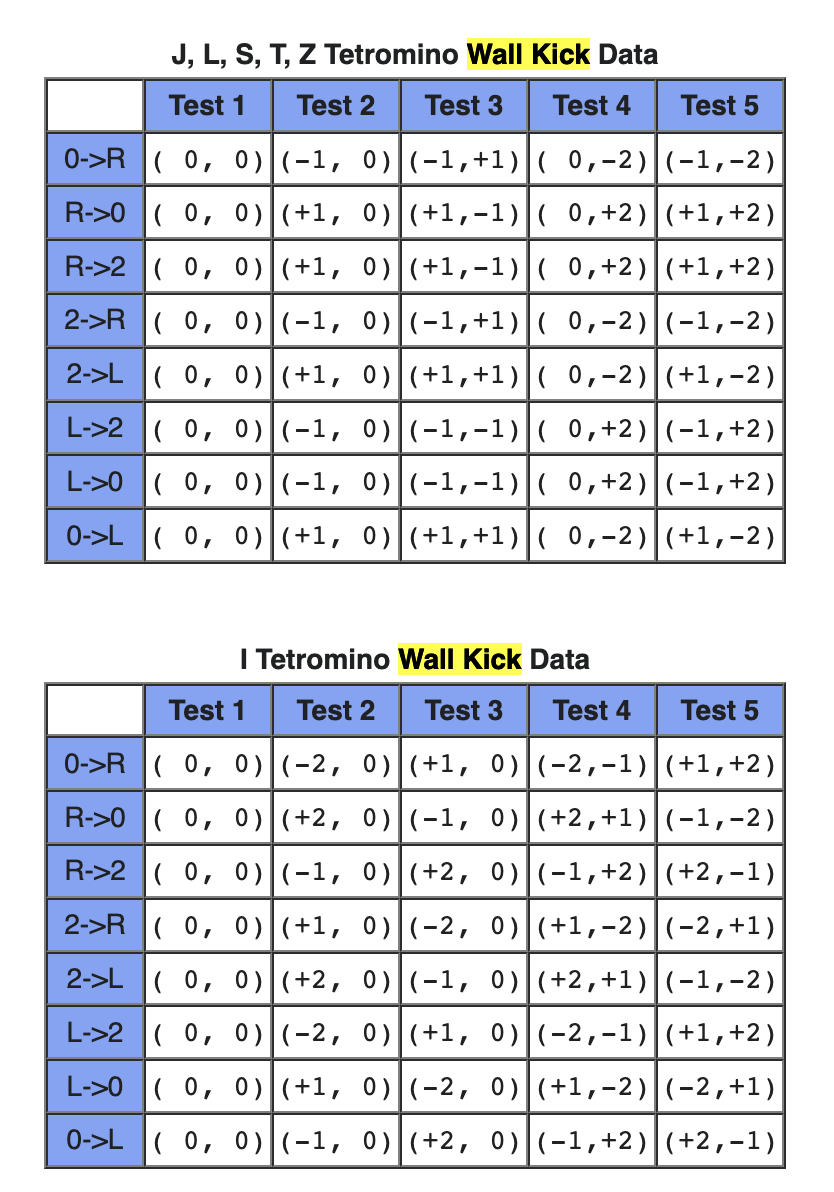 J, L, S, T, Z Tetromino Wall Kick Data
Test 1 Test 2 Test 3 Test 4 Test 5
0->R ( 0, 0) (-1, 0) (-1,+1) ( 0,-2) (-1,-2)
R->0 ( 0, 0) (+1, 0) (+1,-1) ( 0,+2) (+1,+2)
R->2 ( 0, 0) (+1, 0) (+1,-1) ( 0,+2) (+1,+2)
2->R ( 0, 0) (-1, 0) (-1,+1) ( 0,-2) (-1,-2)
2->L ( 0, 0) (+1, 0) (+1,+1) ( 0,-2) (+1,-2)
L->2 ( 0, 0) (-1, 0) (-1,-1) ( 0,+2) (-1,+2)
L->0 ( 0, 0) (-1, 0) (-1,-1) ( 0,+2) (-1,+2)
0->L ( 0, 0) (+1, 0) (+1,+1) ( 0,-2) (+1,-2)
I Tetromino Wall Kick Data
Test 1 Test 2 Test 3 Test 4 Test 5
0->R ( 0, 0) (-2, 0) (+1, 0) (-2,-1) (+1,+2)
R->0 ( 0, 0) (+2, 0) (-1, 0) (+2,+1) (-1,-2)
R->2 ( 0, 0) (-1, 0) (+2, 0) (-1,+2) (+2,-1)
2->R ( 0, 0) (+1, 0) (-2, 0) (+1,-2) (-2,+1)
2->L ( 0, 0) (+2, 0) (-1, 0) (+2,+1) (-1,-2)
L->2 ( 0, 0) (-2, 0) (+1, 0) (-2,-1) (+1,+2)
L->0 ( 0, 0) (+1, 0) (-2, 0) (+1,-2) (-2,+1)
0->L ( 0, 0) (-1, 0) (+2, 0) (-1,+2) (+2,-1)